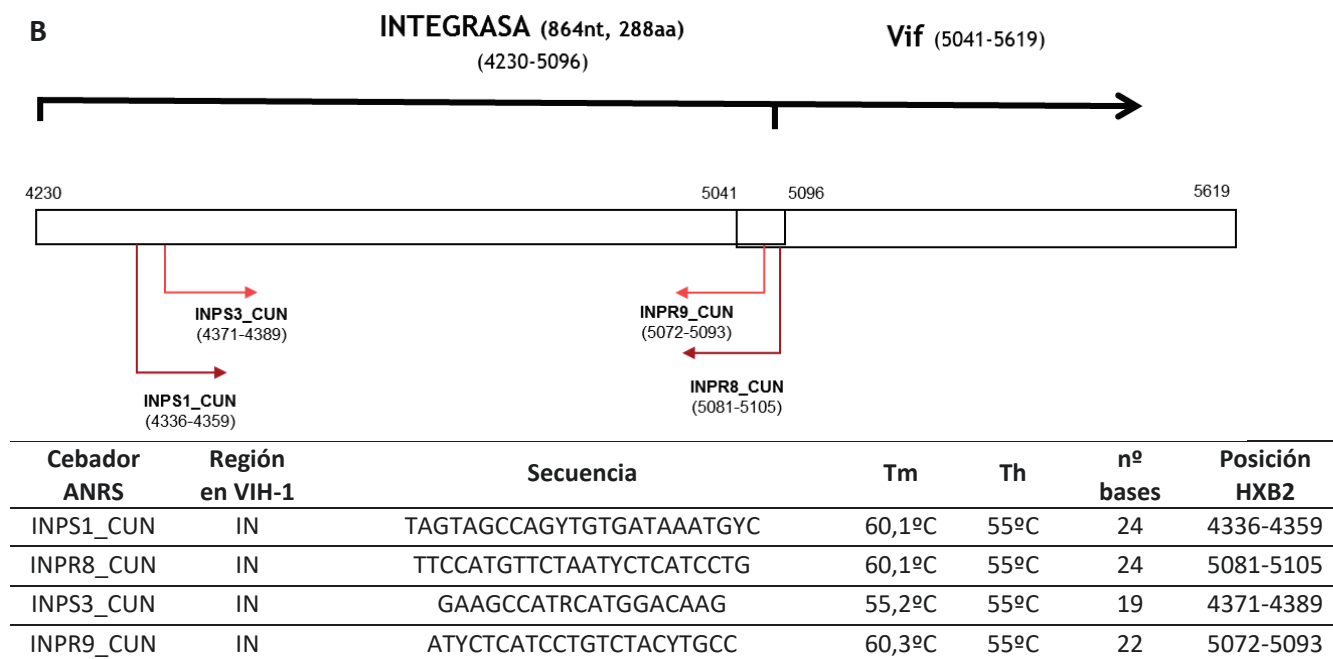 B
INTEGRASA (864nt, 288aa)
(4230-5096)
Vif (5041-5619)
4230 5041 5096 5619
INPS3_CUN
(4371-4389)
INPR9_CUN
(5072-5093)
INPS1_CUN
(4336-4359)
INPR8_CUN
(5081-5105)
Cebador ANRS Región en VIH-1 Secuencia Tm Th nº bases Posición HXB2
INPS1_CUN IN TAGTAGCCAGYTGTGATAAATGYC 60,1ºC 55ºC 24 4336-4359
INPR8_CUN IN TTCCATGTTCTAATYCTCATCCTG 60,1ºC 55ºC 24 5081-5105
INPS3_CUN IN GAAGCCATRCATGGACAAG 55,2ºC 55ºC 19 4371-4389
INPR9_CUN IN ATYCTCATCCTGTCTACYTGCC 60,3ºC 55ºC 22 5072-5093